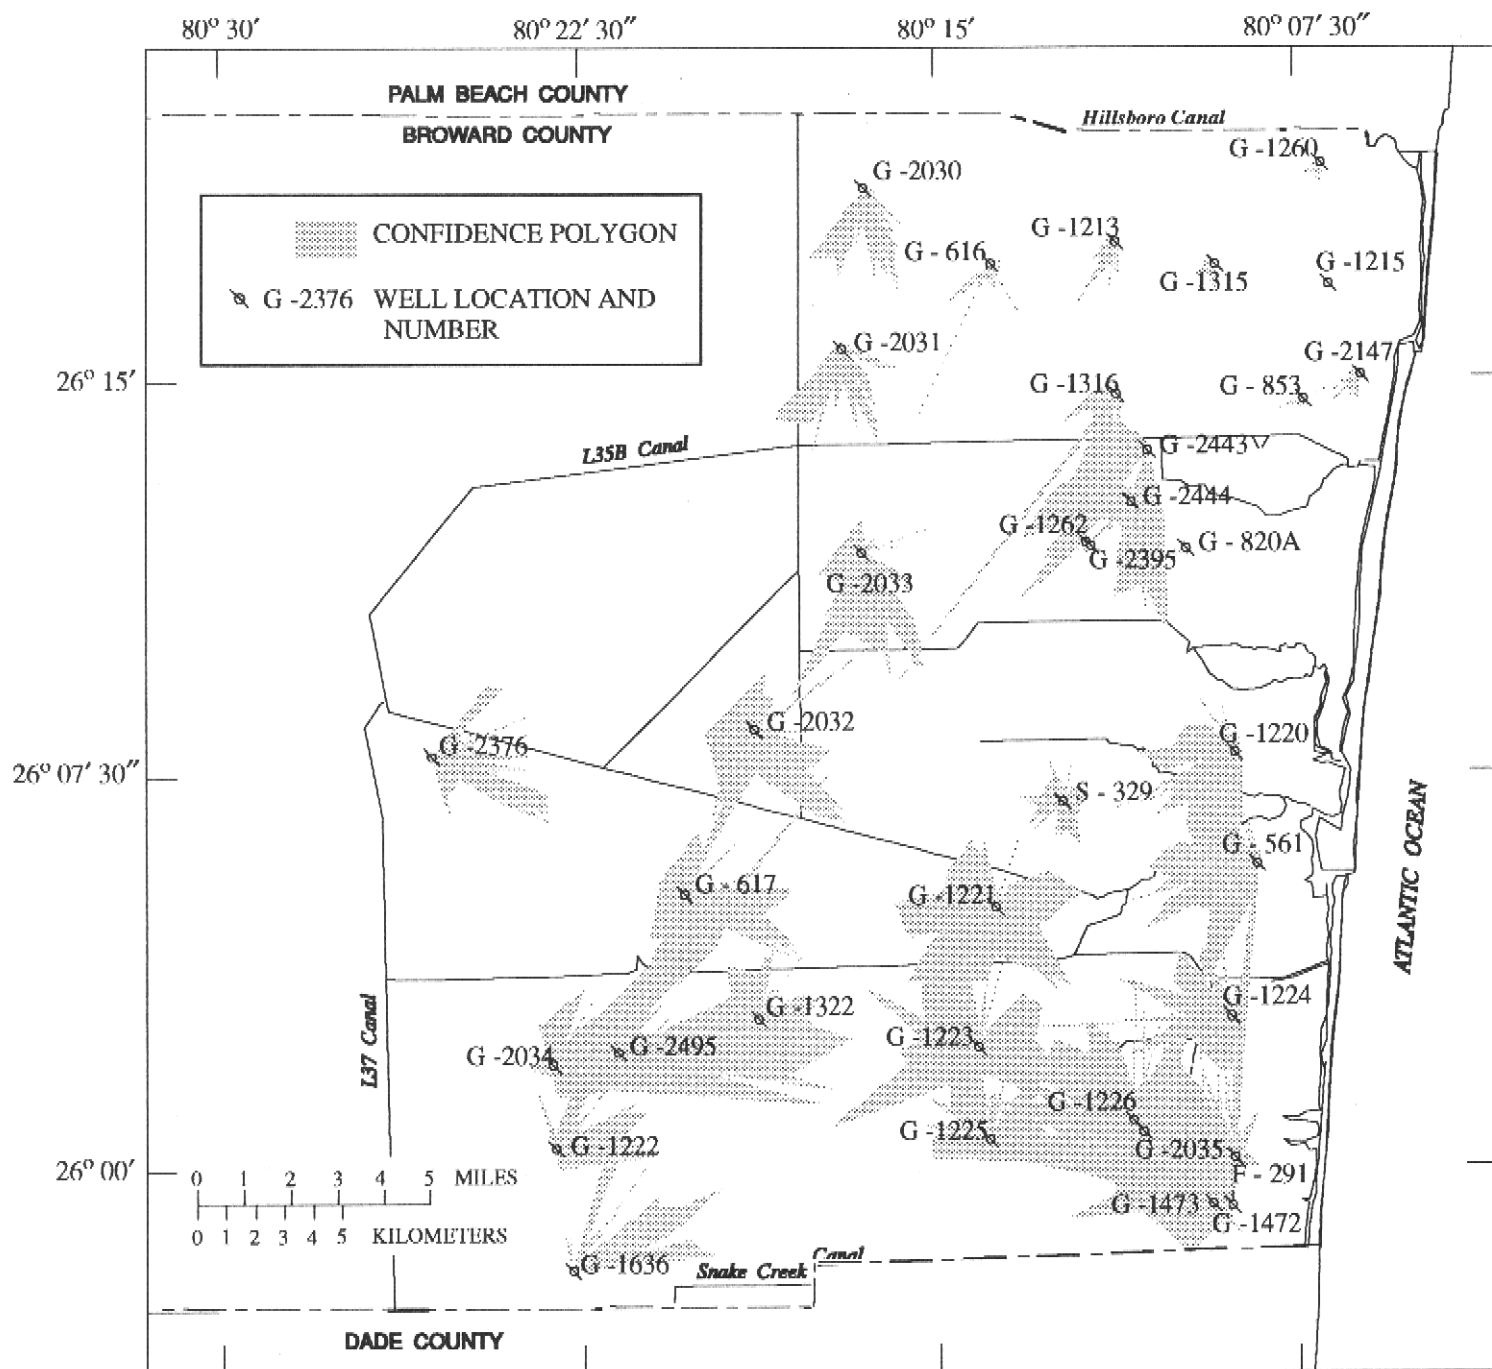 80° 30′
80° 22′ 30″
80° 15′
80° 07′ 30″
PALM BEACH COUNTY
BROWARD COUNTY
Hillsboro Canal
G -1260
G -2030
CONFIDENCE POLYGON
G -2376 WELL LOCATION AND
NUMBER
G - 616
G -1213
G -1315
G -1215
G -2031
G -2147
26° 15′
G -1316
G - 853
L35B Canal
G -2443
G -2444
G -1262
G -2395
G - 820A
G -2033
G -2032
G -1220
G -2376
26° 07′ 30″
S - 329
G - 561
ATLANTIC OCEAN
G - 617
G -1221
G -1224
G -1322
L37 Canal
G -1223
G -2034
G -2495
G -1226
G -1225
G -1222
G -2035
26° 00′
F - 291
0 1 2 3 4 5 MILES
G -1473
G -1472
0 1 2 3 4 5 KILOMETERS
Canal
G -1636
Snake Creek
DADE COUNTY